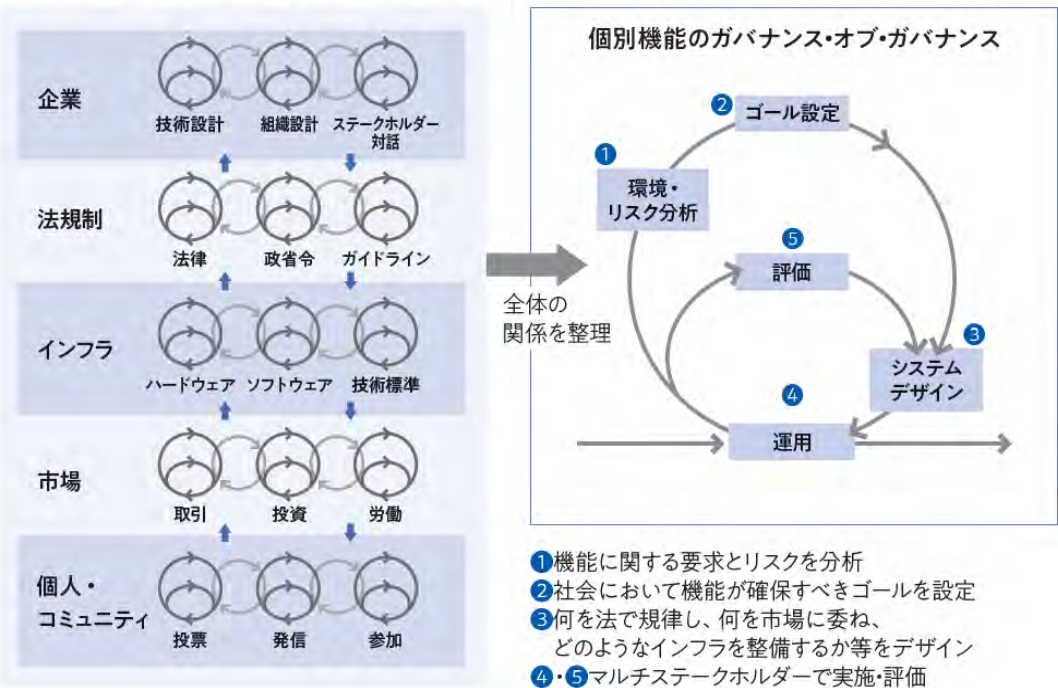 企業
技術設計
組織設計
ステークホルダー
対話
法規制
法律
政省令
ガイドライン
インフラ
ハードウェア
ソフトウェア
技術標準
市場
取引
投資
労働
個人・
コミュニティ
投票
発信
参加
全体の
関係を整理
個別機能のガバナンス・オブ・ガバナンス
❷
ゴール設定
❶
環境・
リスク分析
❺
評価
❸
システム
デザイン
❹
運用
❶機能に関する要求とリスクを分析
❷社会において機能が確保すべきゴールを設定
❸何を法で規律し、何を市場に委ね、
どのようなインフラを整備するか等をデザイン
❹・❺マルチステークホルダーで実施・評価